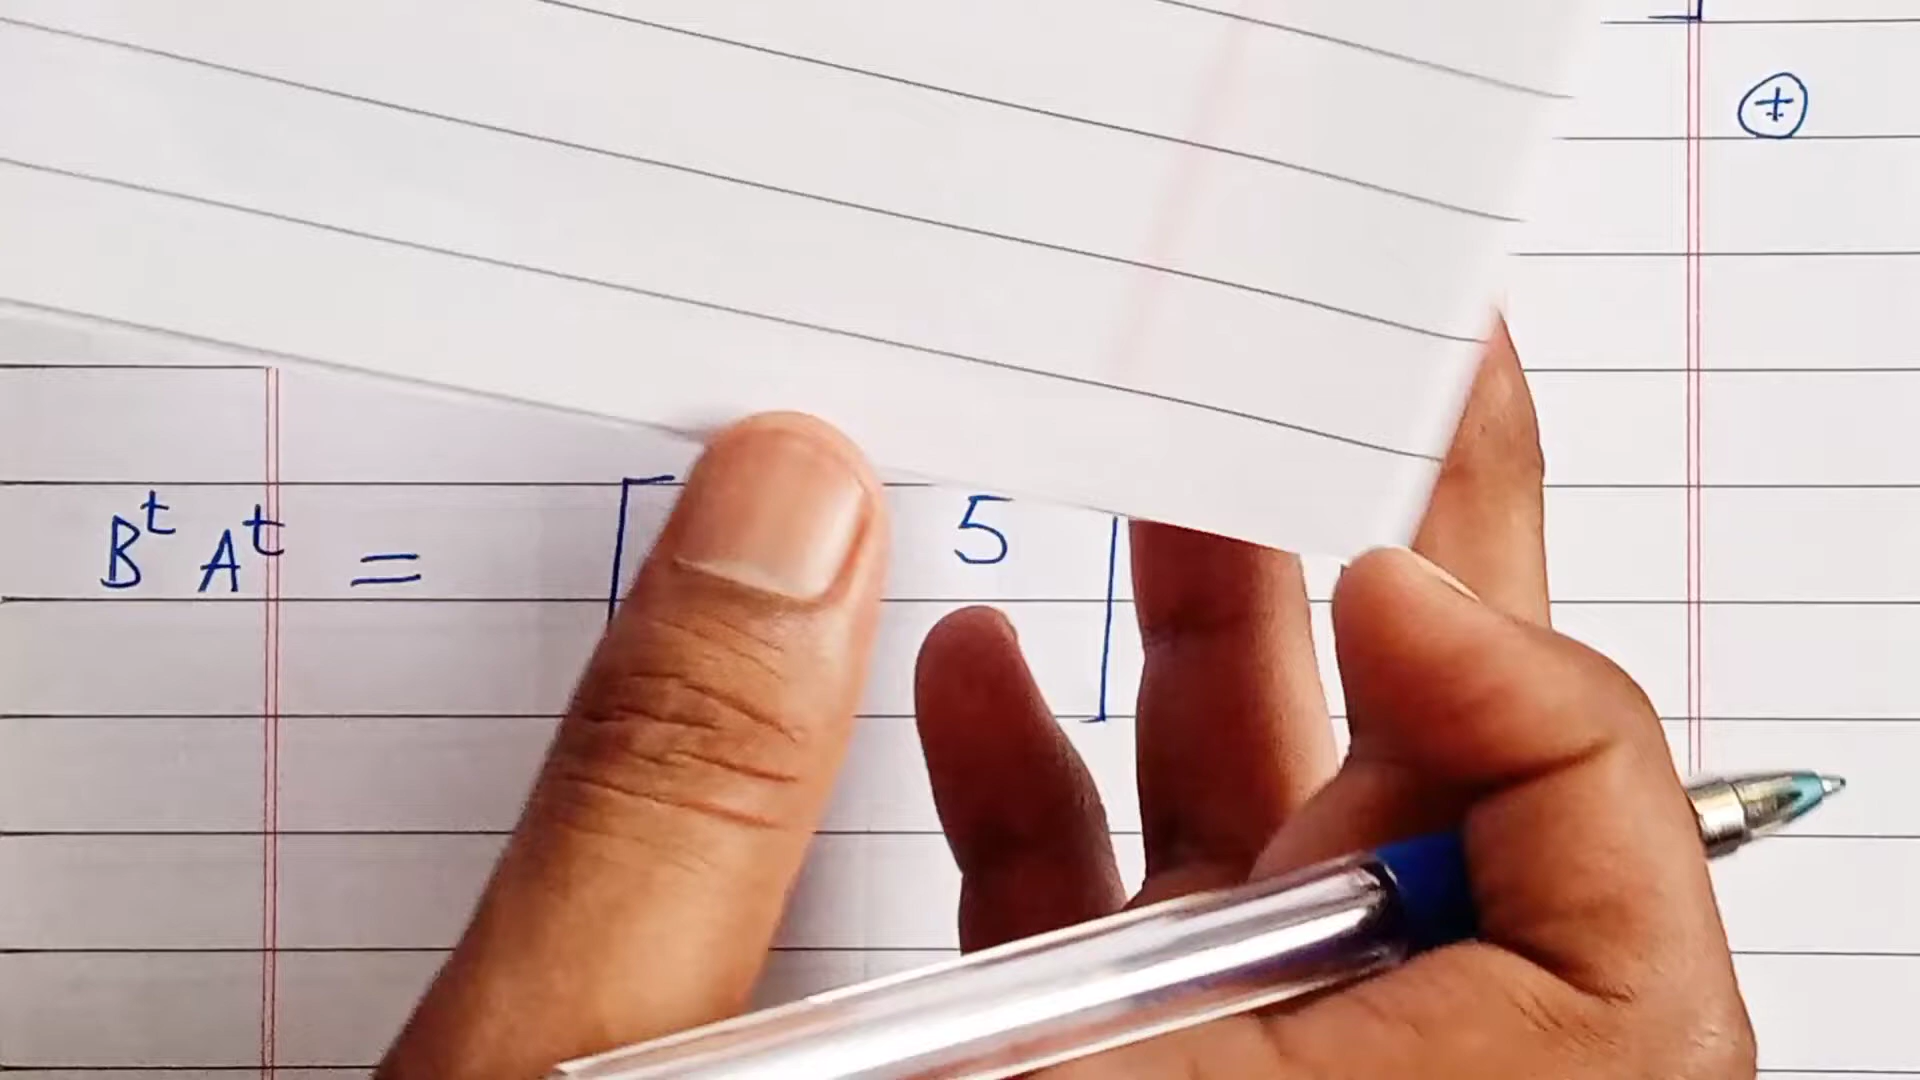 ⊕
Bᵗ Aᵗ = [ 5 ]